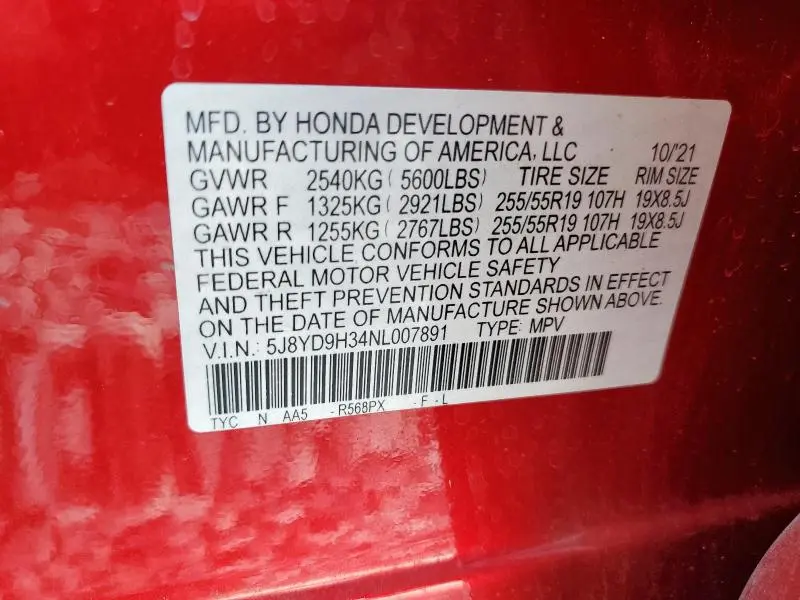 MFD. BY HONDA DEVELOPMENT &
MANUFACTURING OF AMERICA, LLC 10/'21
GVWR 2540KG ( 5600LBS) TIRE SIZE RIM SIZE
GAWR F 1325KG ( 2921LBS) 255/55R19 107H 19X8.5J
GAWR R 1255KG ( 2767LBS) 255/55R19 107H 19X8.5J
THIS VEHICLE CONFORMS TO ALL APPLICABLE
FEDERAL MOTOR VEHICLE SAFETY
AND THEFT PREVENTION STANDARDS IN EFFECT
ON THE DATE OF MANUFACTURE SHOWN ABOVE.
V.I.N.: 5J8YD9H34NL007891 TYPE: MPV
TYC N AA5 - R568PX - F - L